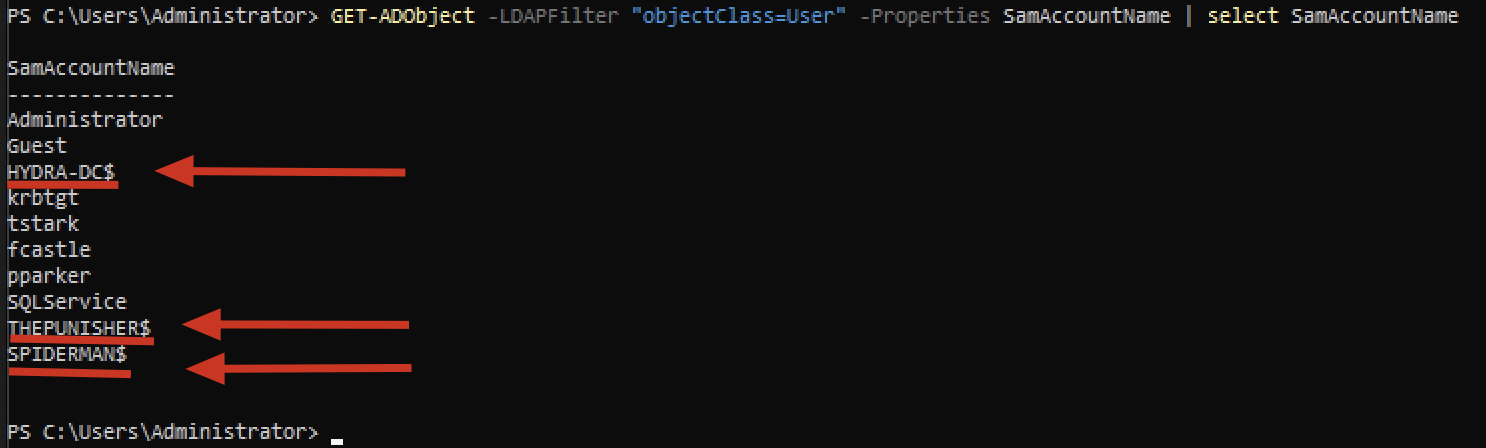 PS C:\Users\Administrator> GET-ADObject -LDAPFilter "objectClass=User" -Properties SamAccountName | select SamAccountName
SamAccountName
--------------
Administrator
Guest
HYDRA-DC$
krbtgt
tstark
fcastle
pparker
SQLService
THEPUNISHER$
SPIDERMAN$
PS C:\Users\Administrator>